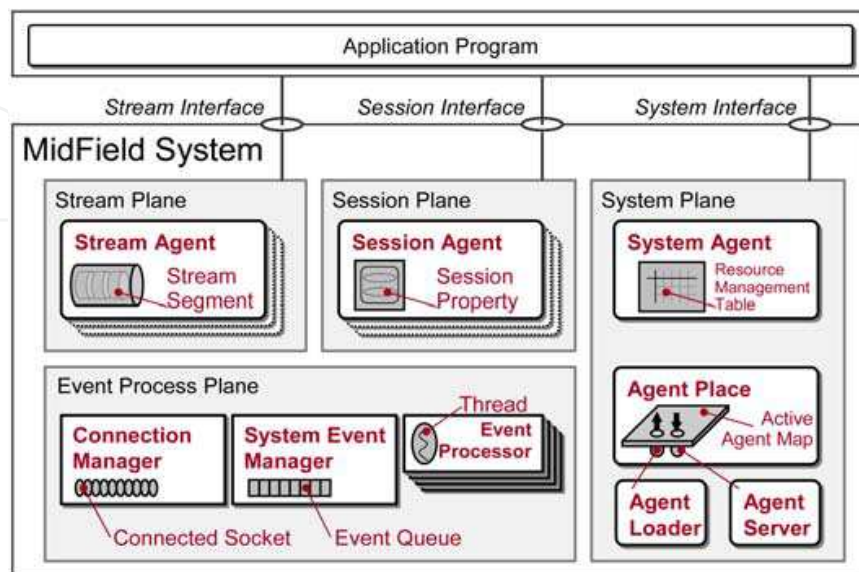 Application Program
Stream Interface
Session Interface
System Interface
MidField System
Stream Plane
Stream Agent
Stream
Segment
Session Plane
Session Agent
Session
Property
System Plane
System Agent
Resource
Management
Table
Event Process Plane
Connection
Manager
Connected Socket
System Event
Manager
Event Queue
Thread
Event
Processor
Agent Place
Active
Agent Map
Agent
Loader
Agent
Server